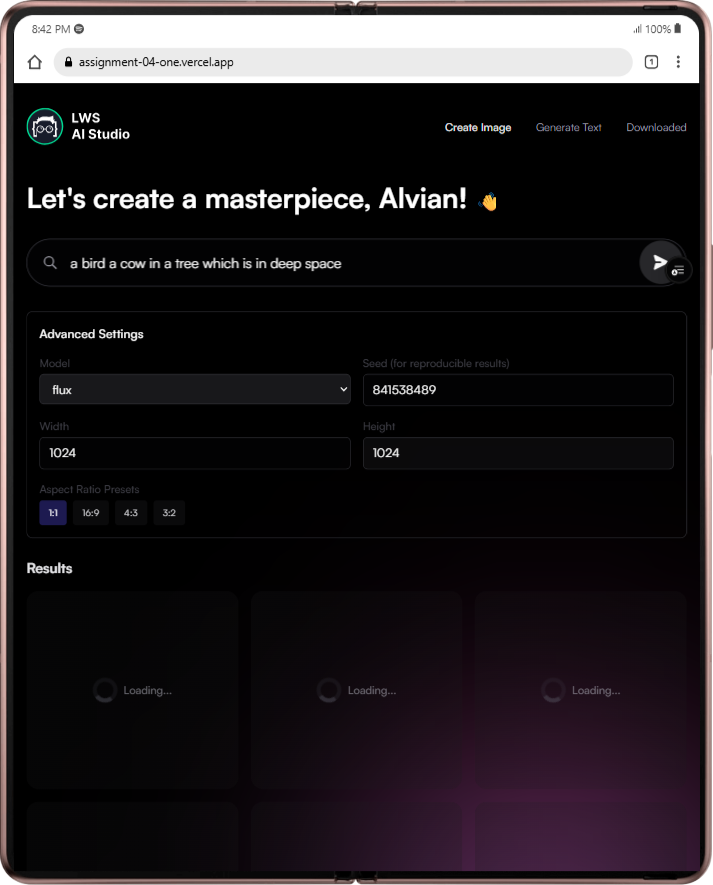 8:42 PM
100%
assignment-04-one.vercel.app
1
LWS
AI Studio
Create Image
Generate Text
Downloaded
Let's create a masterpiece, Alvian! 👋
a bird a cow in a tree which is in deep space
Advanced Settings
Model
Seed (for reproducible results)
flux
841538489
Width
Height
1024
1024
Aspect Ratio Presets
1:1
16:9
4:3
3:2
Results
Loading...
Loading...
Loading...